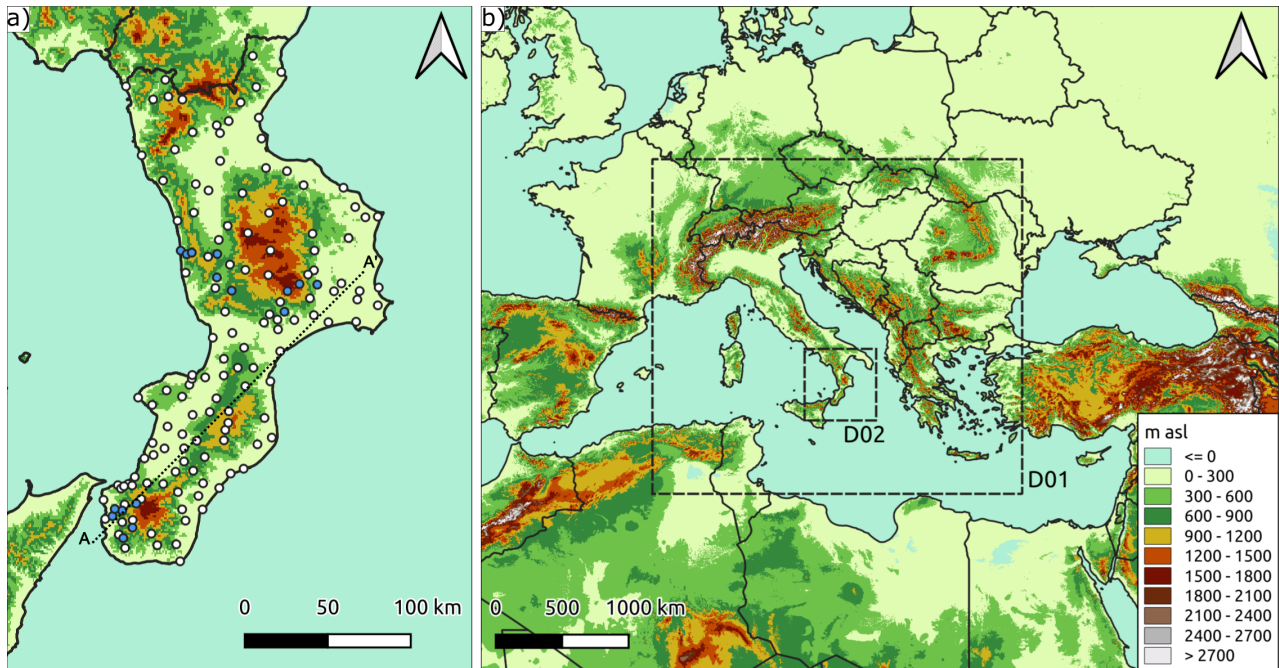 a)
A'
A
0 50 100 km
b)
D02
D01
0 500 1000 km
m asl
<= 0
0 - 300
300 - 600
600 - 900
900 - 1200
1200 - 1500
1500 - 1800
1800 - 2100
2100 - 2400
2400 - 2700
> 2700